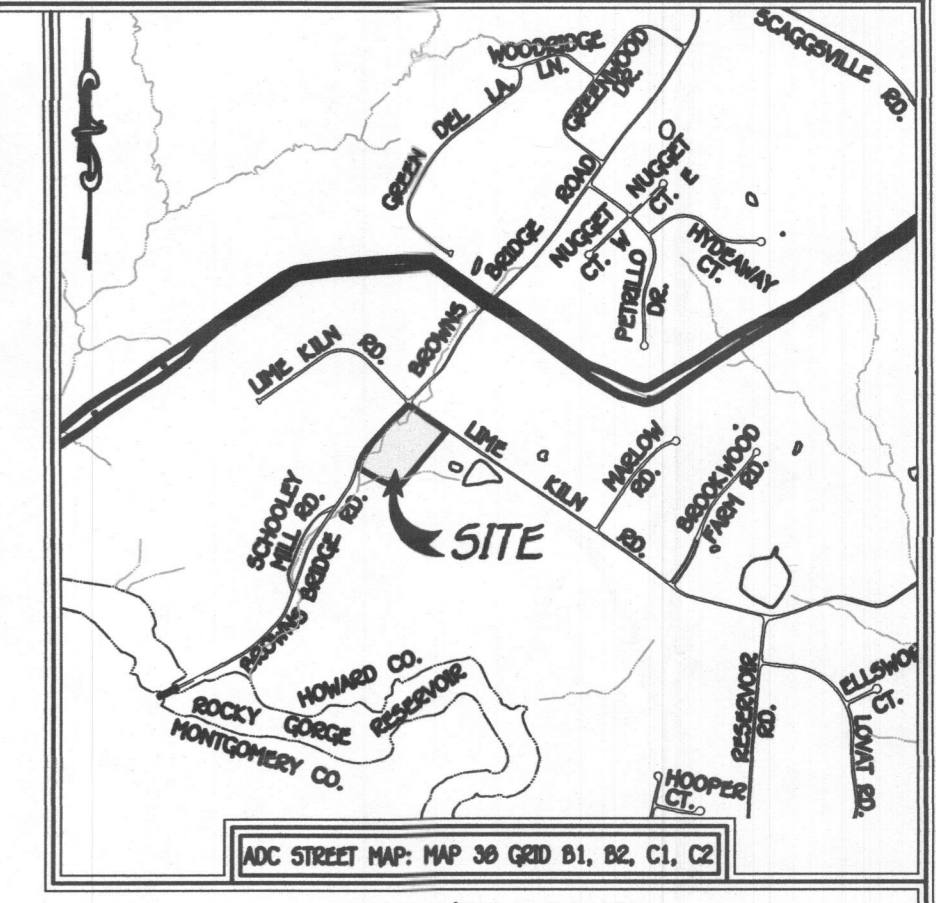 SCAGGSVILLE RD.
WOODRIDGE LN.
GREENWOOD DR.
GREEN DEL LA.
NUGGET CT. E
BROWNS BRIDGE ROAD
NUGGET CT. W
HYDEAWAY CT.
PETRILLO DR.
LIME KILN RD.
LIME KILN RD.
MARLOW RD.
BROOKWOOD FARM RD.
SCHOOLEY MILL RD.
BROWNS BRIDGE RD.
SITE
HOWARD CO.
ROCKY GORGE RESERVOIR
MONTGOMERY CO.
RESERVOIR RD.
ELLSWOR
CT.
LOVAT RD.
HOOPER CT.
ADC STREET MAP: MAP 38 GRID B1, B2, C1, C2